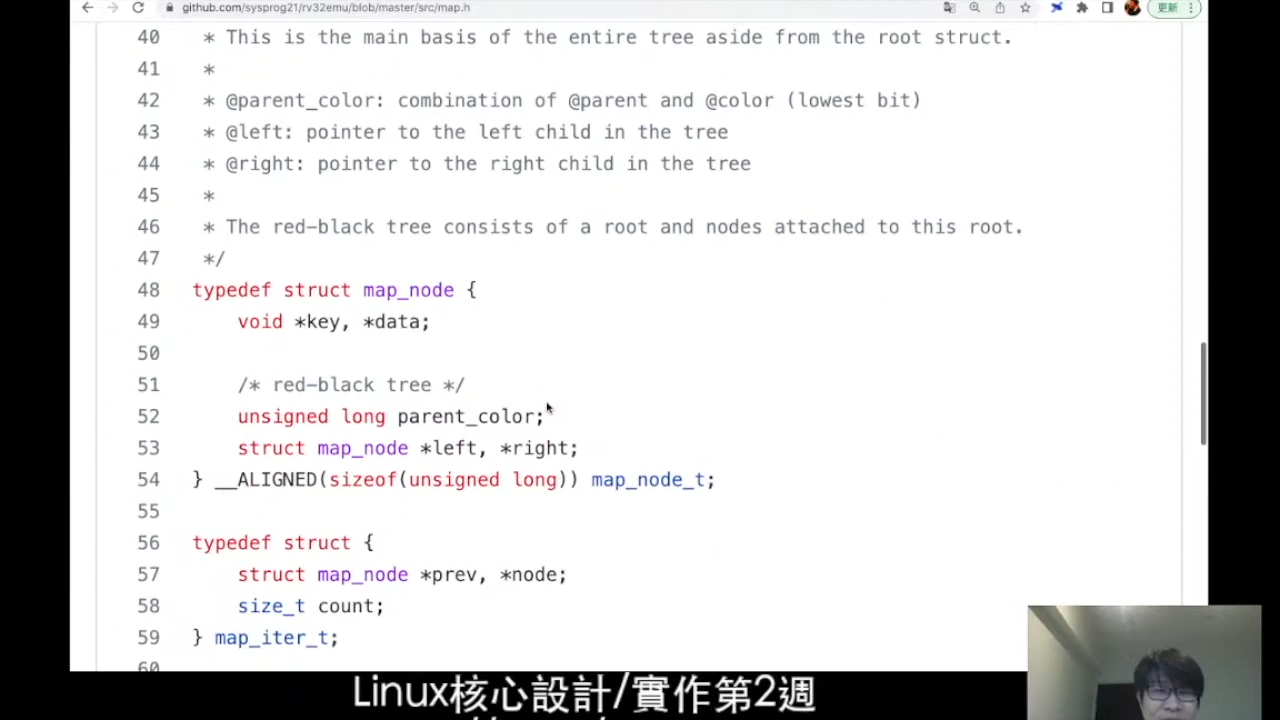 github.com/sysprog21/rv32emu/blob/master/src/map.h
更新
40 * This is the main basis of the entire tree aside from the root struct.
41 *
42 * @parent_color: combination of @parent and @color (lowest bit)
43 * @left: pointer to the left child in the tree
44 * @right: pointer to the right child in the tree
45 *
46 * The red-black tree consists of a root and nodes attached to this root.
47 */
48 typedef struct map_node {
49 void *key, *data;
50
51 /* red-black tree */
52 unsigned long parent_color;
53 struct map_node *left, *right;
54 } __ALIGNED(sizeof(unsigned long)) map_node_t;
55
56 typedef struct {
57 struct map_node *prev, *node;
58 size_t count;
59 } map_iter_t;
60
Linux核心設計/實作第2週